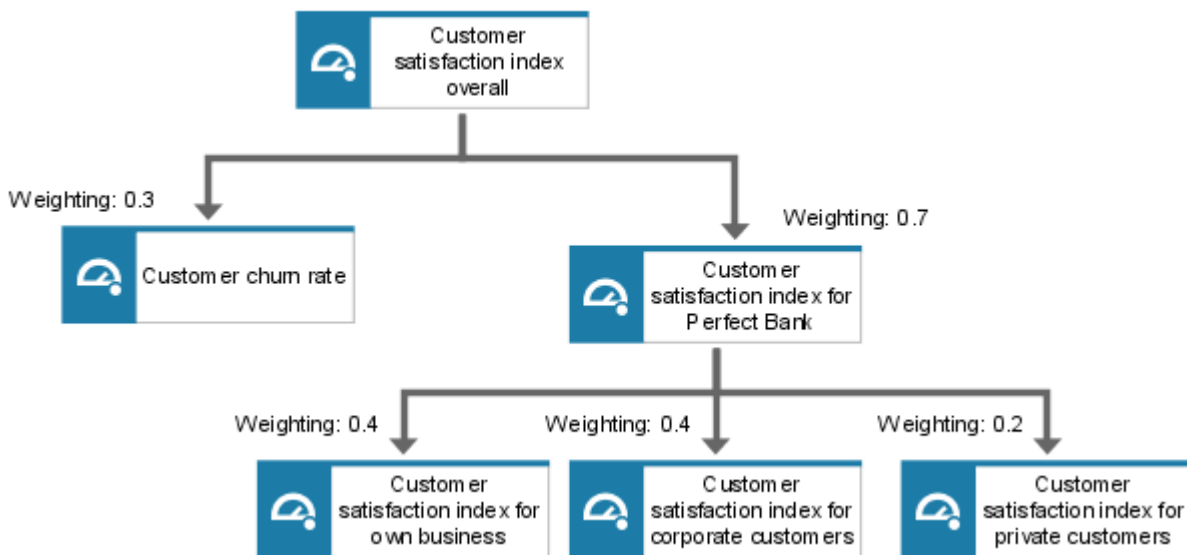 Customer
satisfaction index
overall
Weighting: 0.3
Weighting: 0.7
Customer churn rate
Customer
satisfaction index for
Perfect Bank
Weighting: 0.4
Weighting: 0.4
Weighting: 0.2
Customer
satisfaction index for
own business
Customer
satisfaction index for
corporate customers
Customer
satisfaction index for
private customers